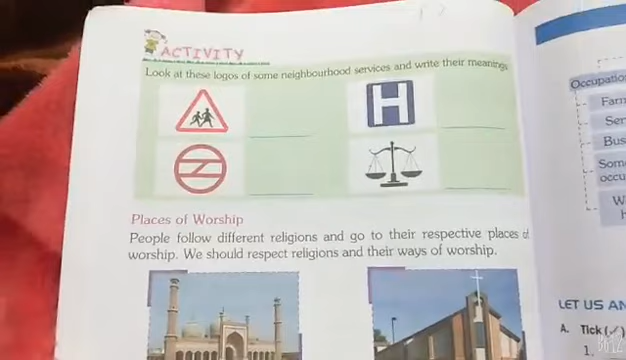 ACTIVITY
Look at these logos of some neighbourhood services and write their meanings
H
Places of Worship
People follow different religions and go to their respective places of
worship. We should respect religions and their ways of worship.
Occupation
Farm
Ser
Bus
Som
occu
W
LET US AN
A. Tick (✓)
1.